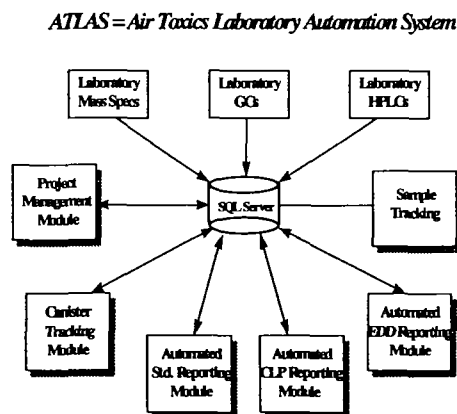 ATLAS = Air Toxics Laboratory Automation System
Laboratory
Mass Specs
Laboratory
GCs
Laboratory
HPLCs
Project
Management
Module
SQL Server
Sample
Tracking
Canister
Tracking
Module
Automated
Std. Reporting
Module
Automated
CLP Reporting
Module
Automated
EDD Reporting
Module